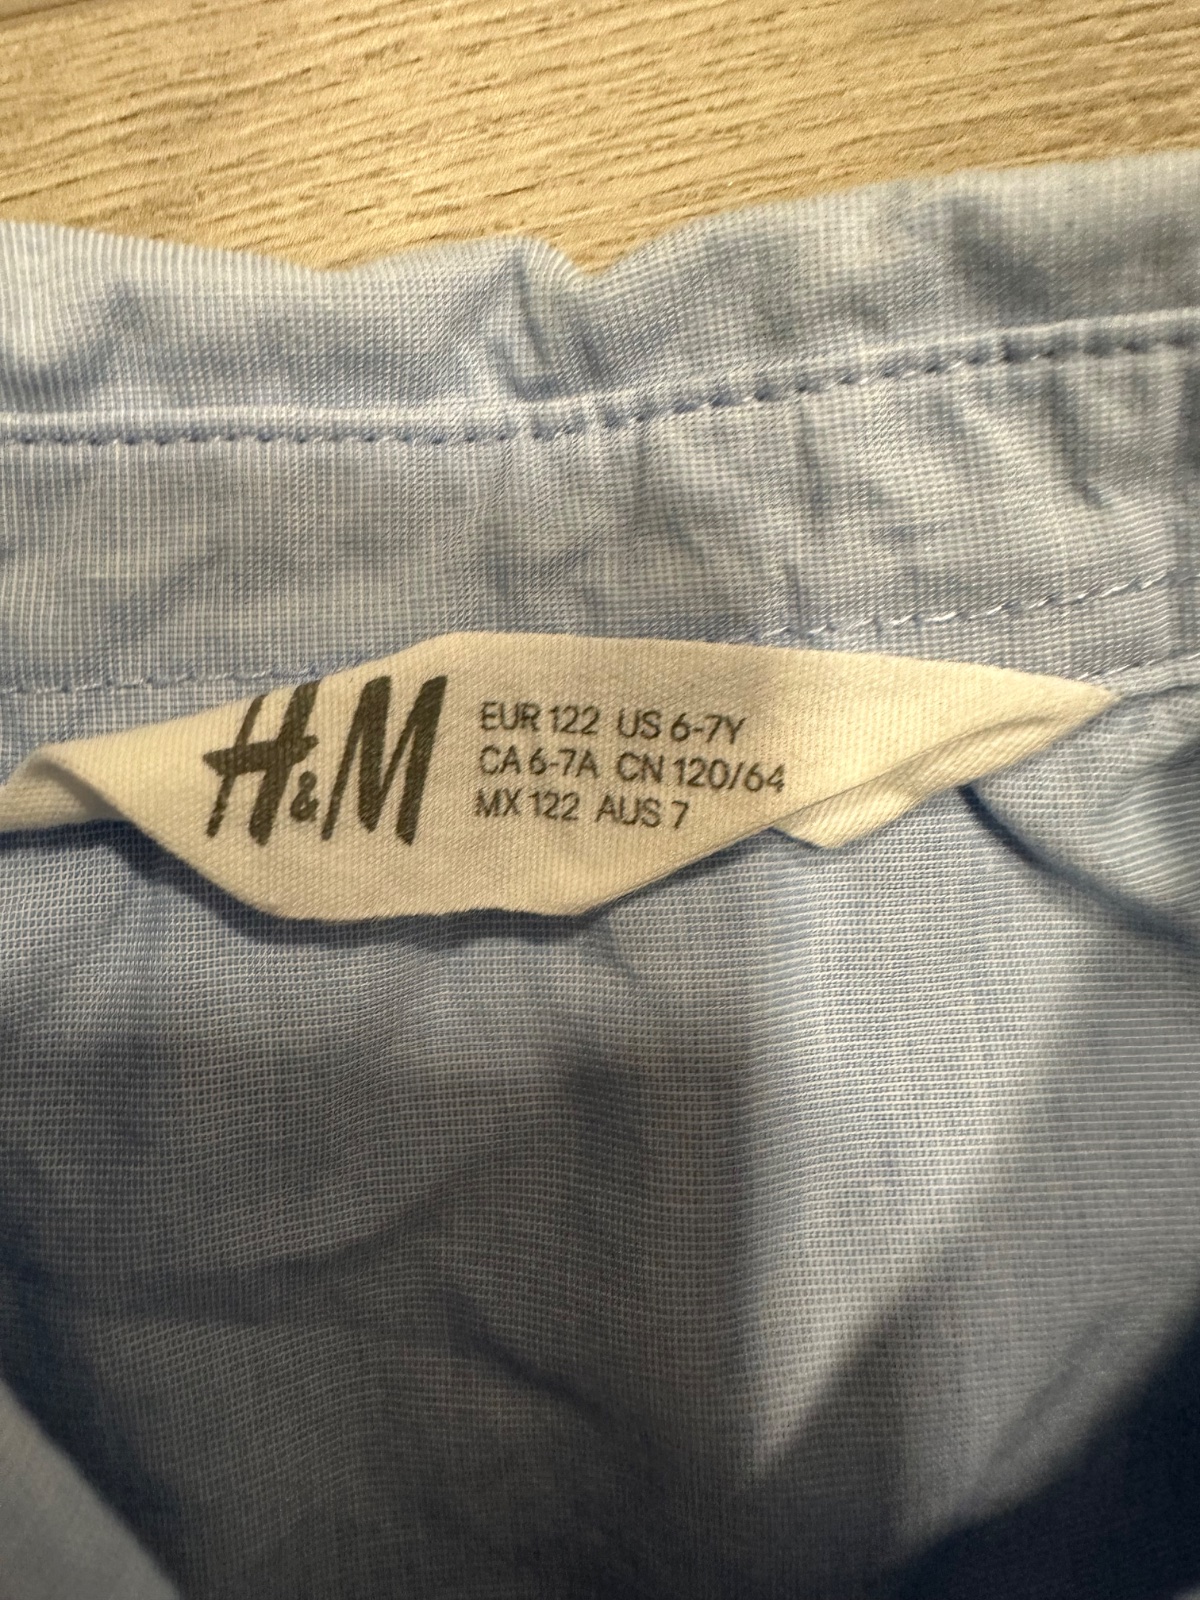 H&M
EUR 122 US 6-7Y
CA 6-7A CN 120/64
MX 122 AUS 7